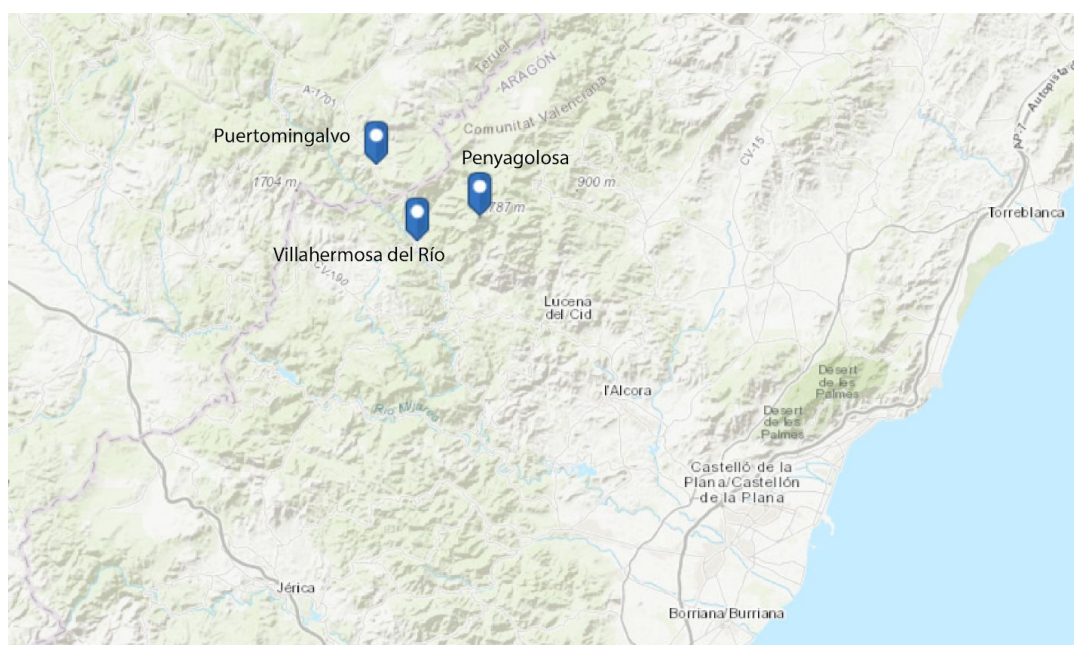 Teruel
ARAGÓN
A-1701
Comunitat Valenciana
AP-7 Autopista d
Puertomingalvo
Penyagolosa
CV-15
1704 m
900 m
787 m
Torreblanca
Villahermosa del Río
CV-190
Lucena
del Cid
Desert
de les
Palmes
l'Alcora
Río Mijares
Desert
de les
Palmes
Castelló de la
Plana/Castellón
de la Plana
Jérica
Borriana/Burriana